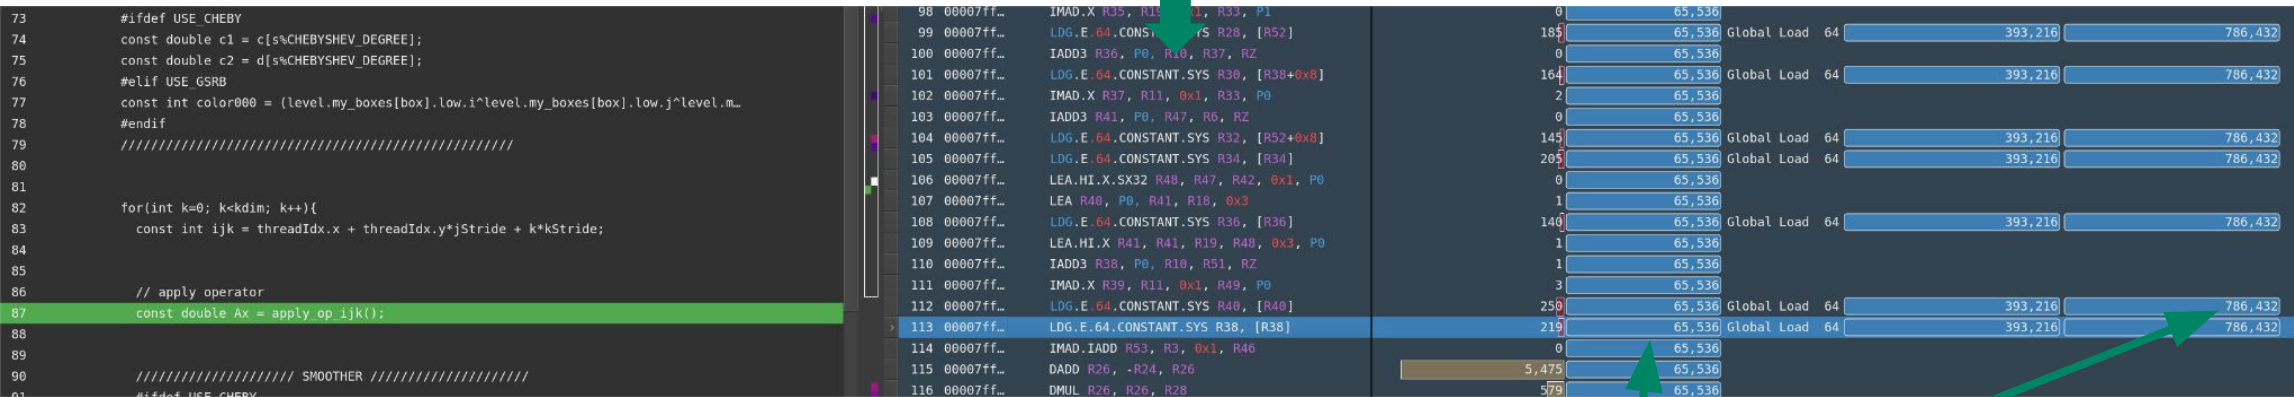 73 #ifdef USE_CHEBY
74 const double c1 = c[s%CHEBYSHEV_DEGREE];
75 const double c2 = d[s%CHEBYSHEV_DEGREE];
76 #elif USE_GSRB
77 const int color000 = (level.my_boxes[box].low.i^level.my_boxes[box].low.j^level.m…
78 #endif
79 ////////////////////////////////////////////////////
80
81
82 for(int k=0; k<kdim; k++){
83 const int ijk = threadIdx.x + threadIdx.y*jStride + k*kStride;
84
85
86 // apply operator
87 const double Ax = apply_op_ijk();
88
89
90 ///////////////////// SMOOTHER /////////////////////
91 #ifdef USE_CHEBY
98 00007ff… IMAD.X R35, R33, P1 0 65,536
99 00007ff… LDG.E.64.CONSTANT.SYS R28, [R52] 185 65,536 Global Load 64 393,216 786,432
100 00007ff… IADD3 R36, P0, R10, R37, RZ 0 65,536
101 00007ff… LDG.E.64.CONSTANT.SYS R30, [R38+0x8] 164 65,536 Global Load 64 393,216 786,432
102 00007ff… IMAD.X R37, R11, 0x1, R33, P0 2 65,536
103 00007ff… IADD3 R41, P0, R47, R6, RZ 0 65,536
104 00007ff… LDG.E.64.CONSTANT.SYS R32, [R52+0x8] 145 65,536 Global Load 64 393,216 786,432
105 00007ff… LDG.E.64.CONSTANT.SYS R34, [R34] 205 65,536 Global Load 64 393,216 786,432
106 00007ff… LEA.HI.X.SX32 R48, R47, R42, 0x1, P0 0 65,536
107 00007ff… LEA R40, P0, R41, R18, 0x3 1 65,536
108 00007ff… LDG.E.64.CONSTANT.SYS R36, [R36] 140 65,536 Global Load 64 393,216 786,432
109 00007ff… LEA.HI.X R41, R41, R19, R48, 0x3, P0 1 65,536
110 00007ff… IADD3 R38, P0, R10, R51, RZ 1 65,536
111 00007ff… IMAD.X R39, R11, 0x1, R49, P0 3 65,536
112 00007ff… LDG.E.64.CONSTANT.SYS R40, [R40] 250 65,536 Global Load 64 393,216 786,432
113 00007ff… LDG.E.64.CONSTANT.SYS R38, [R38] 219 65,536 Global Load 64 393,216 786,432
114 00007ff… IMAD.IADD R53, R3, 0x1, R46 0 65,536
115 00007ff… DADD R26, -R24, R26 5,475 65,536
116 00007ff… DMUL R26, R26, R28 579 65,536